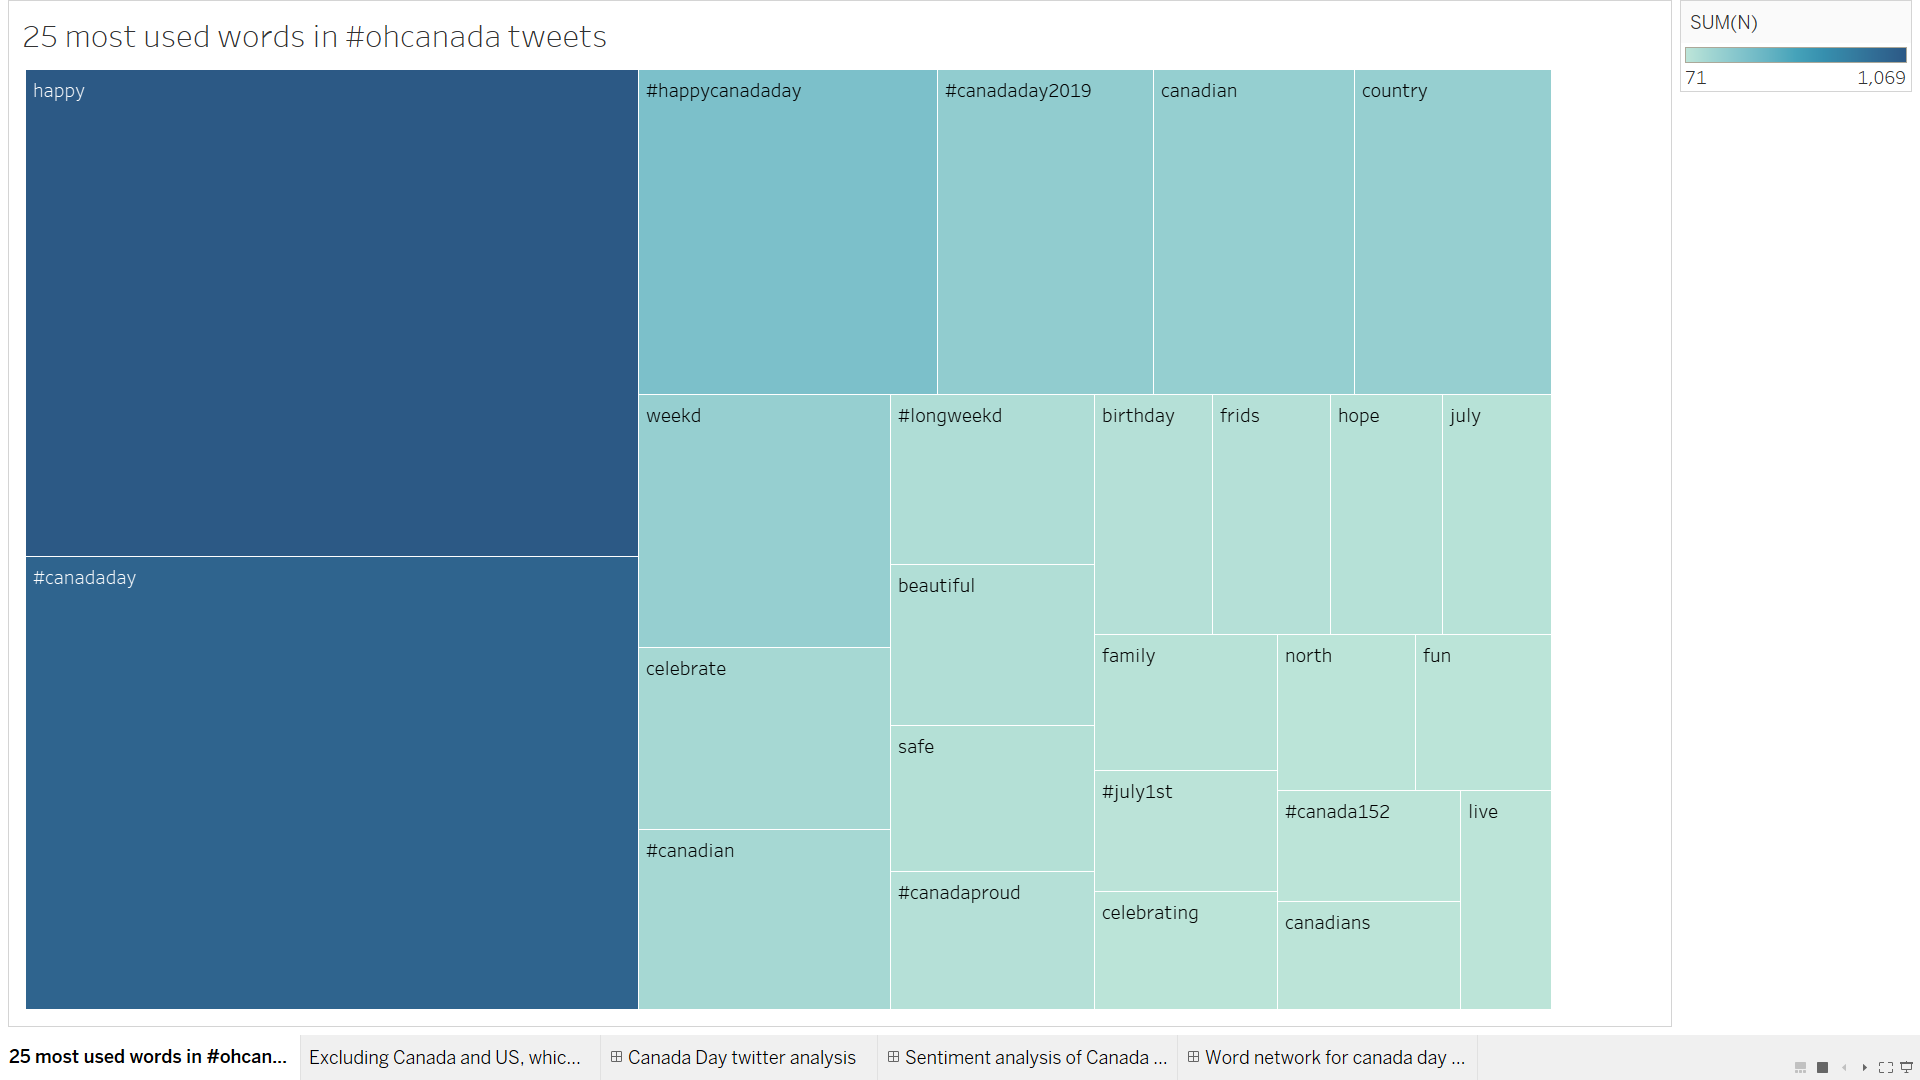 25 most used words in #ohcanada tweets
SUM(N)
71
1,069
happy
#canadaday
#happycanadaday
#canadaday2019
canadian
country
weekd
celebrate
#canadian
#longweekd
beautiful
safe
#canadaproud
birthday
frids
hope
july
family
north
fun
#july1st
celebrating
#canada152
live
canadians
25 most used words in #ohcan...
Excluding Canada and US, whic...
Canada Day twitter analysis
Sentiment analysis of Canada ...
Word network for canada day ...